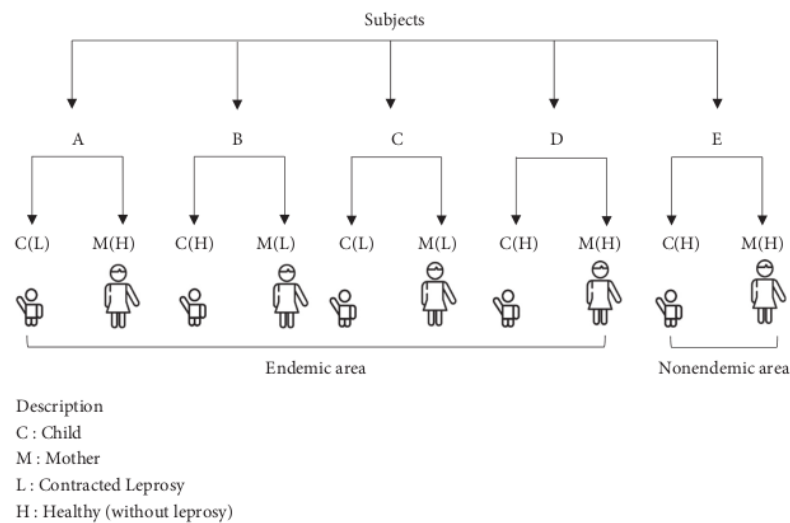 Subjects
A B C D E
C(L) M(H) C(H) M(L) C(L) M(L) C(H) M(H) C(H) M(H)
Endemic area Nonendemic area
Description
C : Child
M : Mother
L : Contracted Leprosy
H : Healthy (without leprosy)